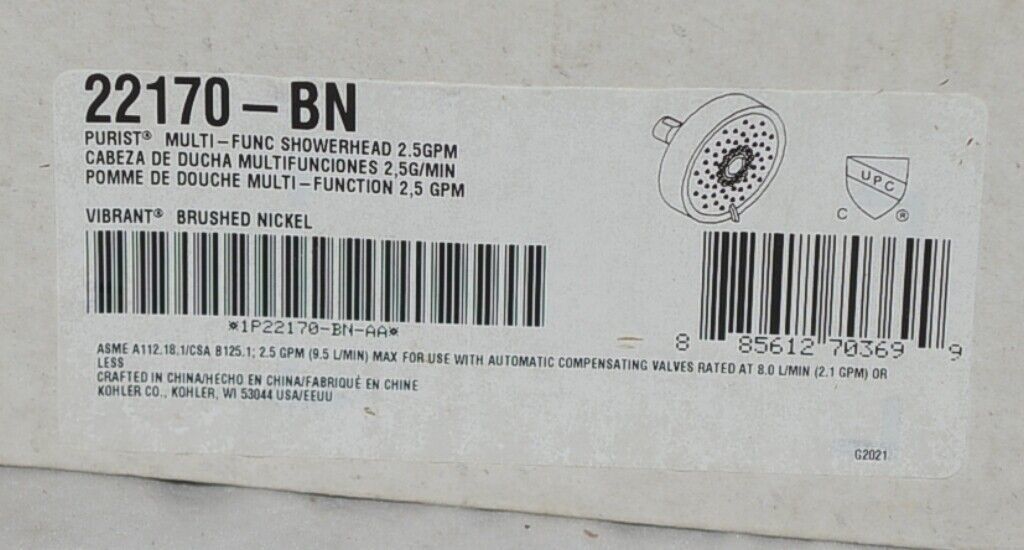 22170-BN
PURIST® MULTI-FUNC SHOWERHEAD 2.5GPM
CABEZA DE DUCHA MULTIFUNCIONES 2,5G/MIN
POMME DE DOUCHE MULTI-FUNCTION 2,5 GPM
VIBRANT® BRUSHED NICKEL
*1P22170-BN-AA*
UPC
C ®
8 85612 70369 9
ASME A112.18.1/CSA B125.1; 2.5 GPM (9.5 L/MIN) MAX FOR USE WITH AUTOMATIC COMPENSATING VALVES RATED AT 8.0 L/MIN (2.1 GPM) OR
LESS
CRAFTED IN CHINA/HECHO EN CHINA/FABRIQUÉ EN CHINE
KOHLER CO., KOHLER, WI 53044 USA/EEUU
G2021